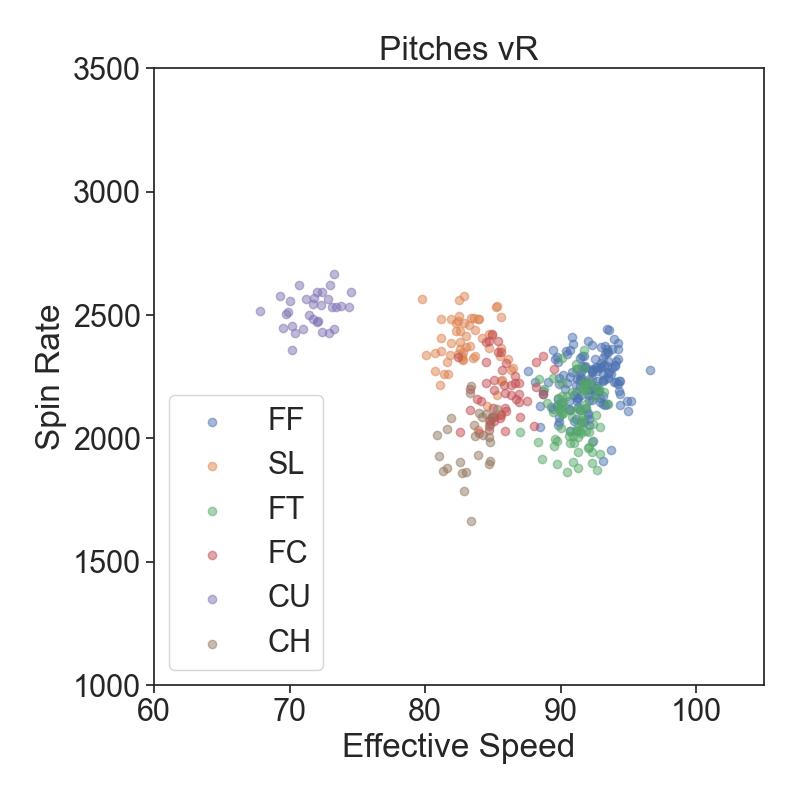 Pitches vR
3500
3000
2500
2000
1500
1000
Spin Rate
FF
SL
FT
FC
CU
CH
60 70 80 90 100
Effective Speed